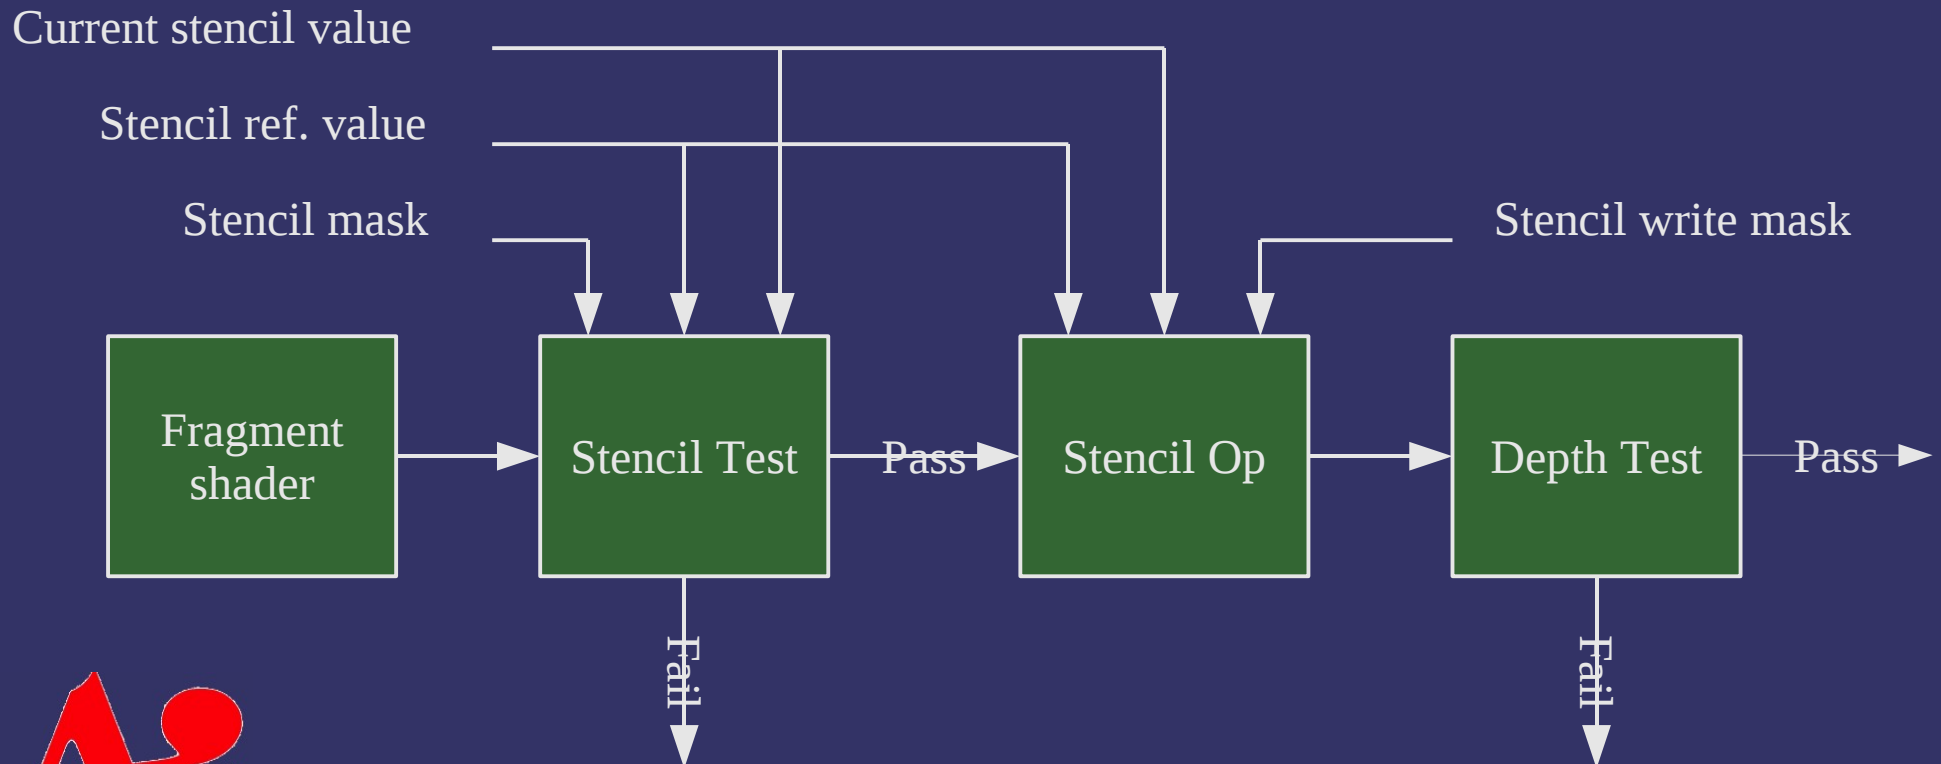 Current stencil value
Stencil ref. value
Stencil mask
Stencil write mask
Fragment
shader
Stencil Test
Pass
Stencil Op
Depth Test
Pass
Fail
Fail